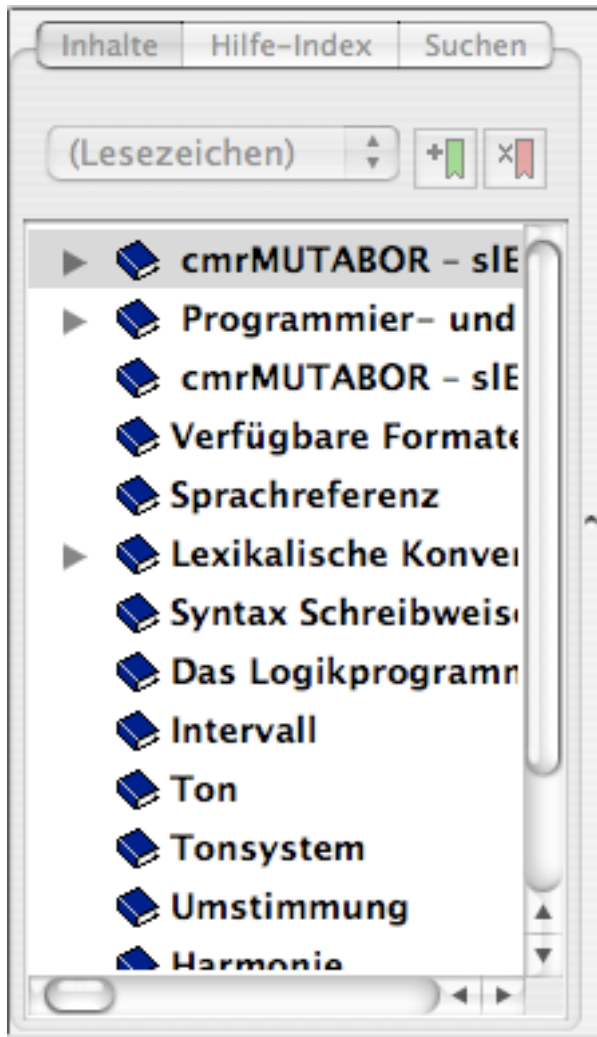 Inhalte Hilfe-Index Suchen
(Lesezeichen)
cmrMUTABOR - slE
Programmier- und
cmrMUTABOR - slE
Verfügbare Formate
Sprachreferenz
Lexikalische Konver
Syntax Schreibweise
Das Logikprogramm
Intervall
Ton
Tonsystem
Umstimmung
Harmonie